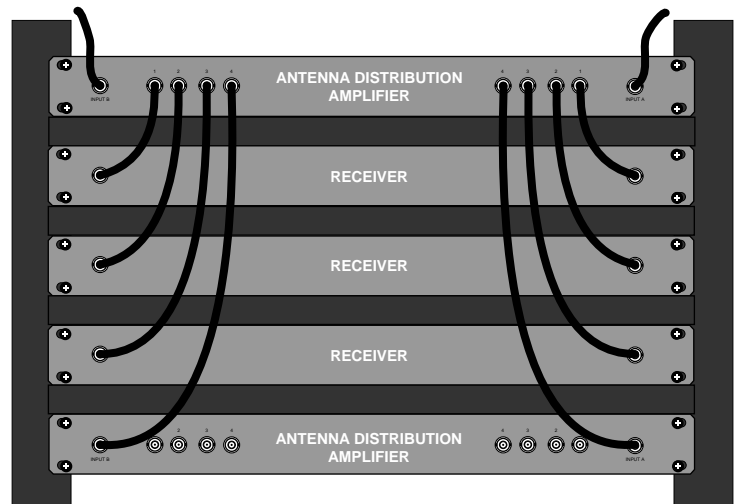 1 2 3 4
ANTENNA DISTRIBUTION
AMPLIFIER
4 3 2 1
INPUT B
INPUT A
RECEIVER
RECEIVER
RECEIVER
2 3 4
ANTENNA DISTRIBUTION
AMPLIFIER
4 3 2
INPUT B
INPUT A